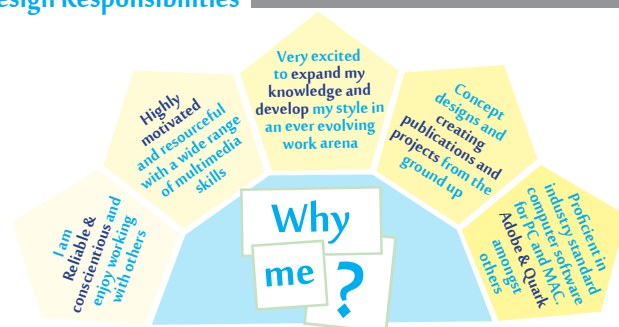 esign Responsibilities
I am
Reliable &
conscientious and
enjoy working
with others
Highly
motivated
and resourceful
with a wide range
of multimedia
skills
Very excited
to expand my
knowledge and
develop my style in
an ever evolving
work arena
Concept
designs and
creating
publications and
projects from the
ground up
Proficient in
industry standard
computer software
for PC and MAC.
Adobe & Quark
amongst
others
Why
me
?